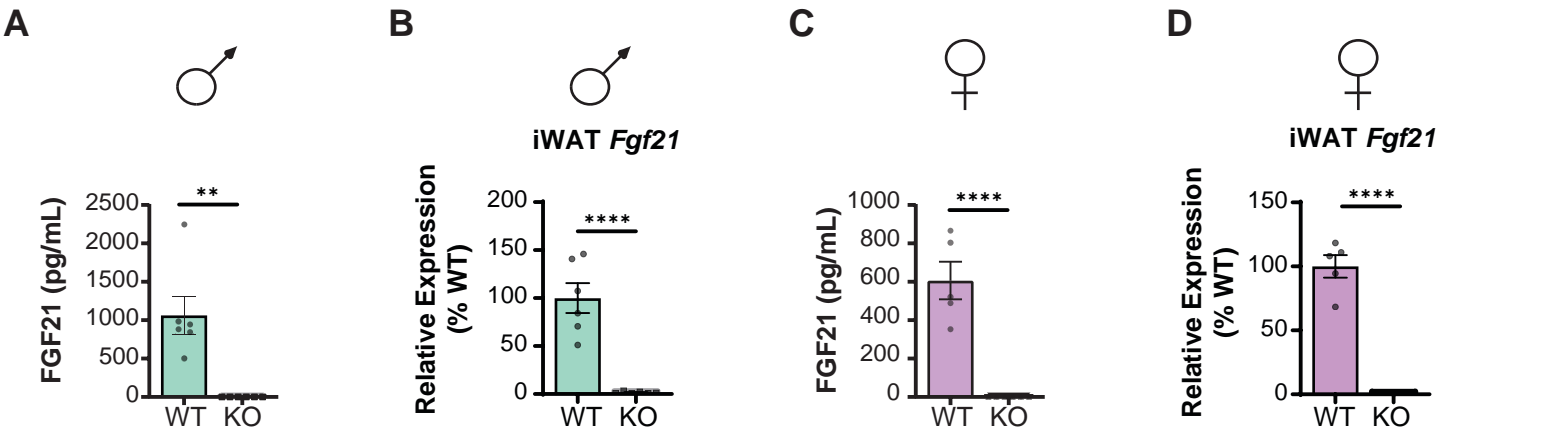 A
B
C
D
iWAT Fgf21
iWAT Fgf21
FGF21 (pg/mL)
2500
2000
1500
1000
500
0
**
WT KO
Relative Expression
(% WT)
200
150
100
50
0
****
WT KO
FGF21 (pg/mL)
1000
800
600
400
200
0
****
WT KO
Relative Expression
(% WT)
150
100
50
0
****
WT KO